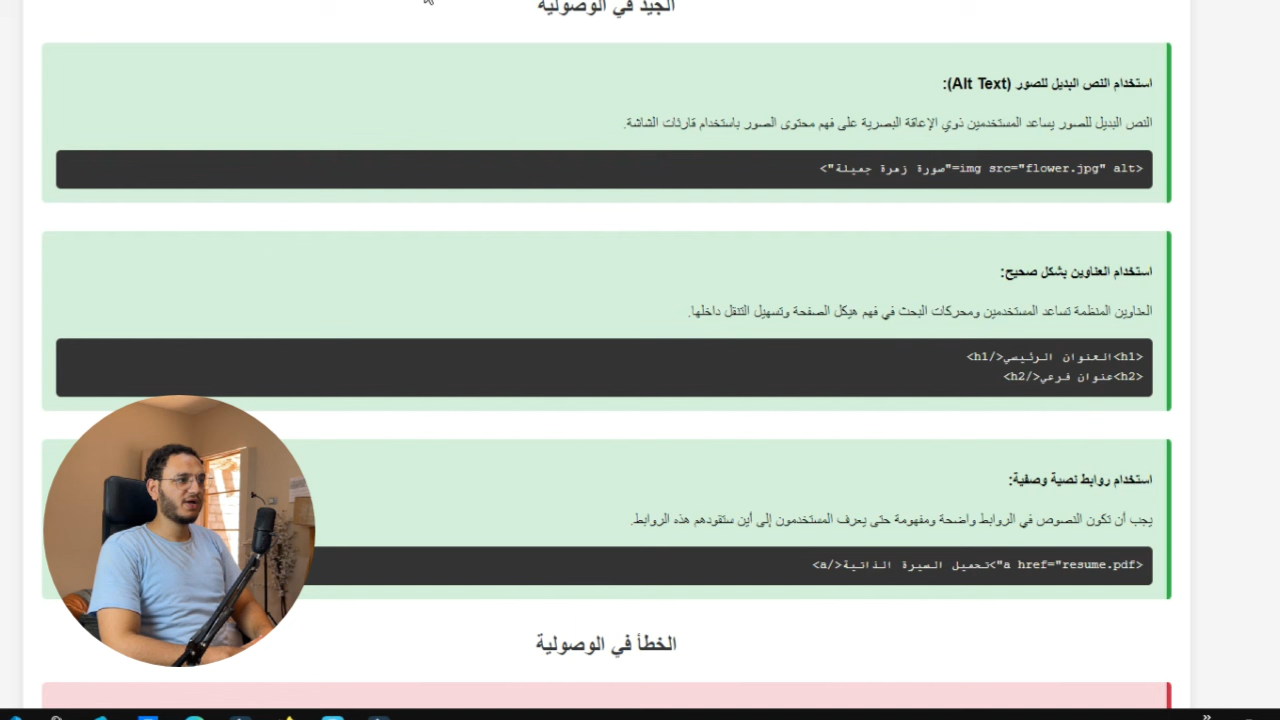 الجيد في الوصولية
استخدام النص البديل للصور (Alt Text):
النص البديل للصور يساعد المستخدمين ذوي الإعاقة البصرية على فهم محتوى الصور باستخدام قارئات الشاشة.
<img src="flower.jpg" alt="صورة زهرة جميلة">
استخدام العناوين بشكل صحيح:
العناوين المنظمة تساعد المستخدمين ومحركات البحث في فهم هيكل الصفحة وتسهيل التنقل داخلها.
<h1>العنوان الرئيسي</h1>
<h2>عنوان فرعي</h2>
استخدام روابط نصية وصفية:
يجب أن تكون النصوص في الروابط واضحة ومفهومة حتى يعرف المستخدمون إلى أين ستقودهم هذه الروابط.
<a href="resume.pdf">تحميل السيرة الذاتية</a>
الخطأ في الوصولية